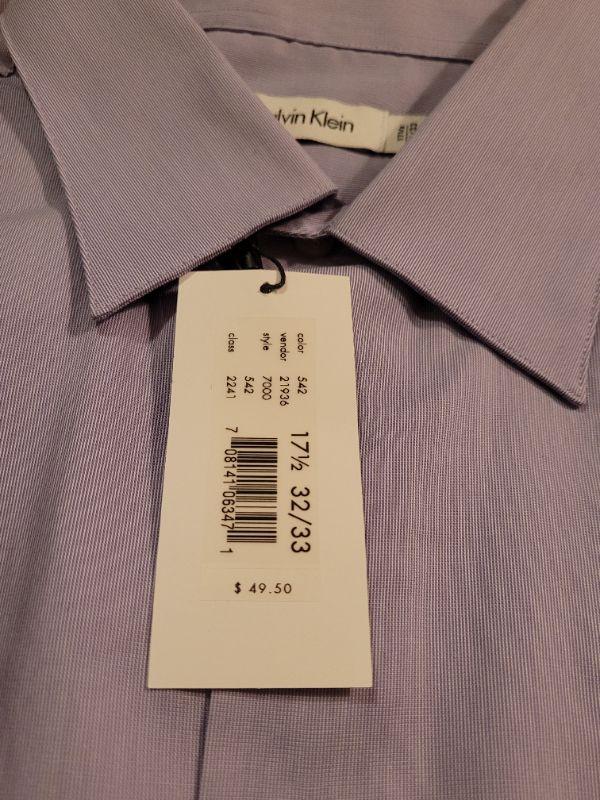 lvin Klein
color 542
vendor 21936
style 7000
542
class 2241
17½ 32/33
7 08141 06347 1
$ 49.50